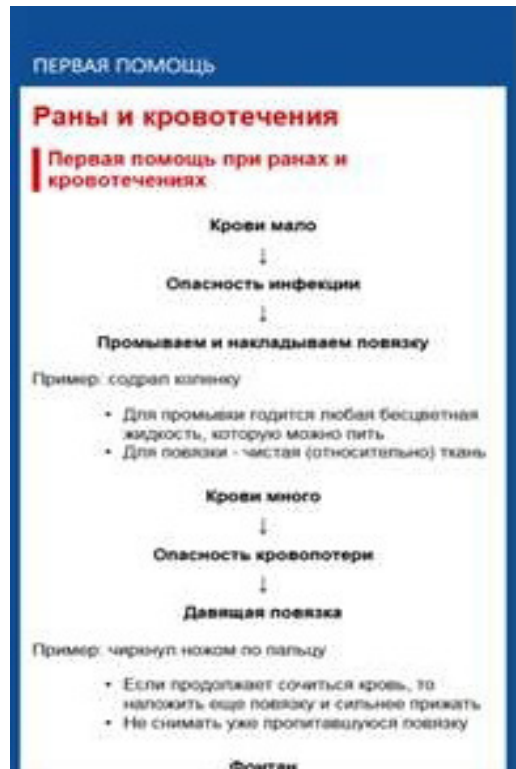 ПЕРВАЯ ПОМОЩЬ
Раны и кровотечения
Первая помощь при ранах и
кровотечениях
Крови мало
↓
Опасность инфекции
↓
Промываем и накладываем повязку
Пример: содрал коленку
• Для промывки годится любая бесцветная
жидкость, которую можно пить
• Для повязки - чистая (относительно) ткань
Крови много
↓
Опасность кровопотери
↓
Давящая повязка
Пример: чиркнул ножом по пальцу
• Если продолжает сочиться кровь, то
наложить еще повязку и сильнее прижать
• Не снимать уже пропитавшуюся повязку
Фонтан